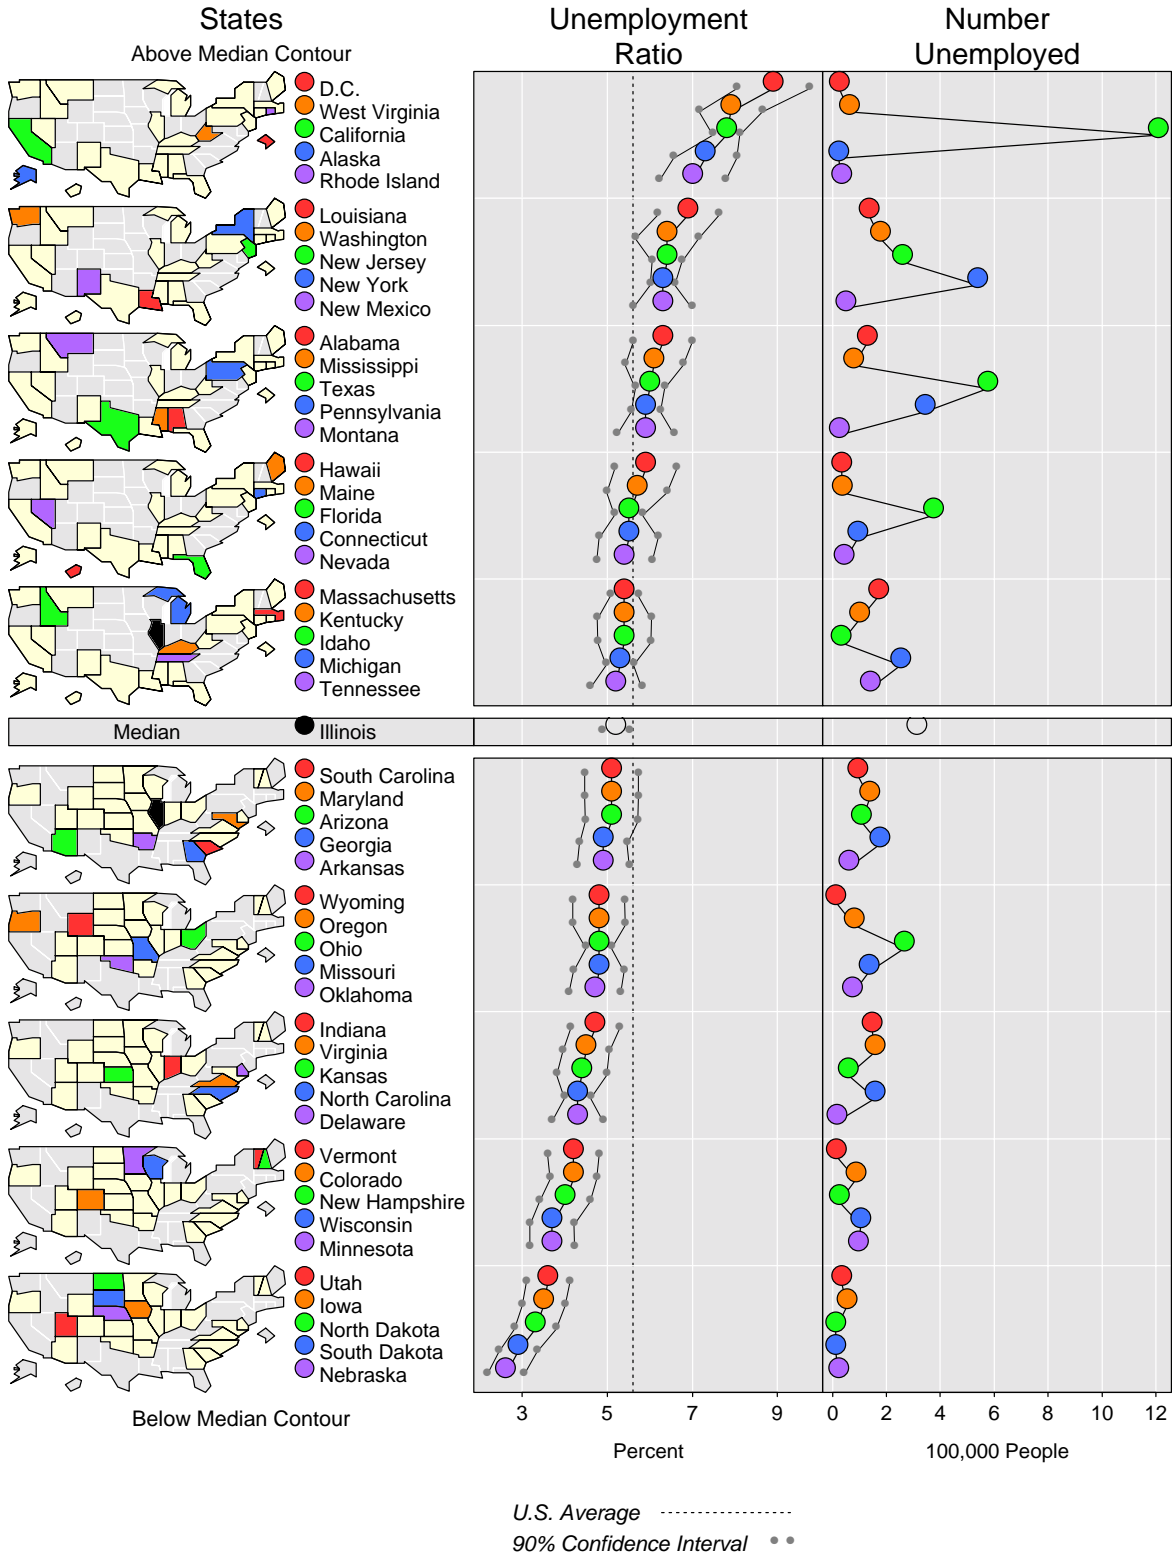 States
Above Median Contour
Unemployment
Ratio
Number
Unemployed
D.C.
West Virginia
California
Alaska
Rhode Island
Louisiana
Washington
New Jersey
New York
New Mexico
Alabama
Mississippi
Texas
Pennsylvania
Montana
Hawaii
Maine
Florida
Connecticut
Nevada
Massachusetts
Kentucky
Idaho
Michigan
Tennessee
Median
Illinois
South Carolina
Maryland
Arizona
Georgia
Arkansas
Wyoming
Oregon
Ohio
Missouri
Oklahoma
Indiana
Virginia
Kansas
North Carolina
Delaware
Vermont
Colorado
New Hampshire
Wisconsin
Minnesota
Utah
Iowa
North Dakota
South Dakota
Nebraska
Below Median Contour
3 5 7 9
Percent
0 2 4 6 8 10 12
100,000 People
U.S. Average
90% Confidence Interval